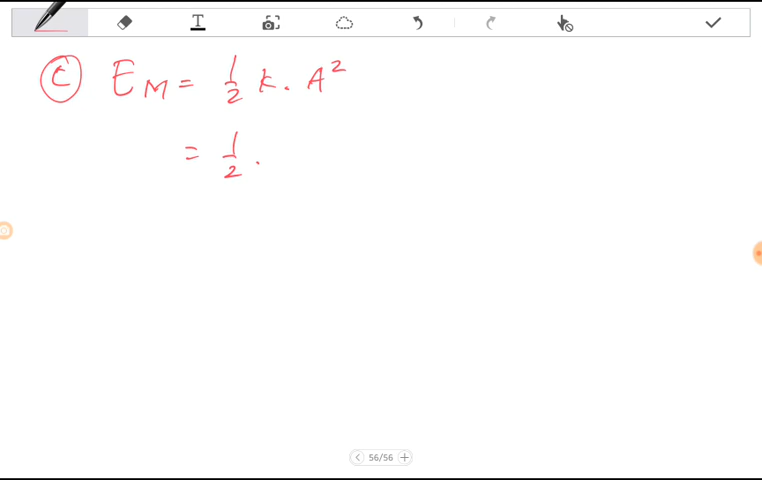 T
Ⓒ E_M = 1/2 k . A²
= 1/2 .
56/56